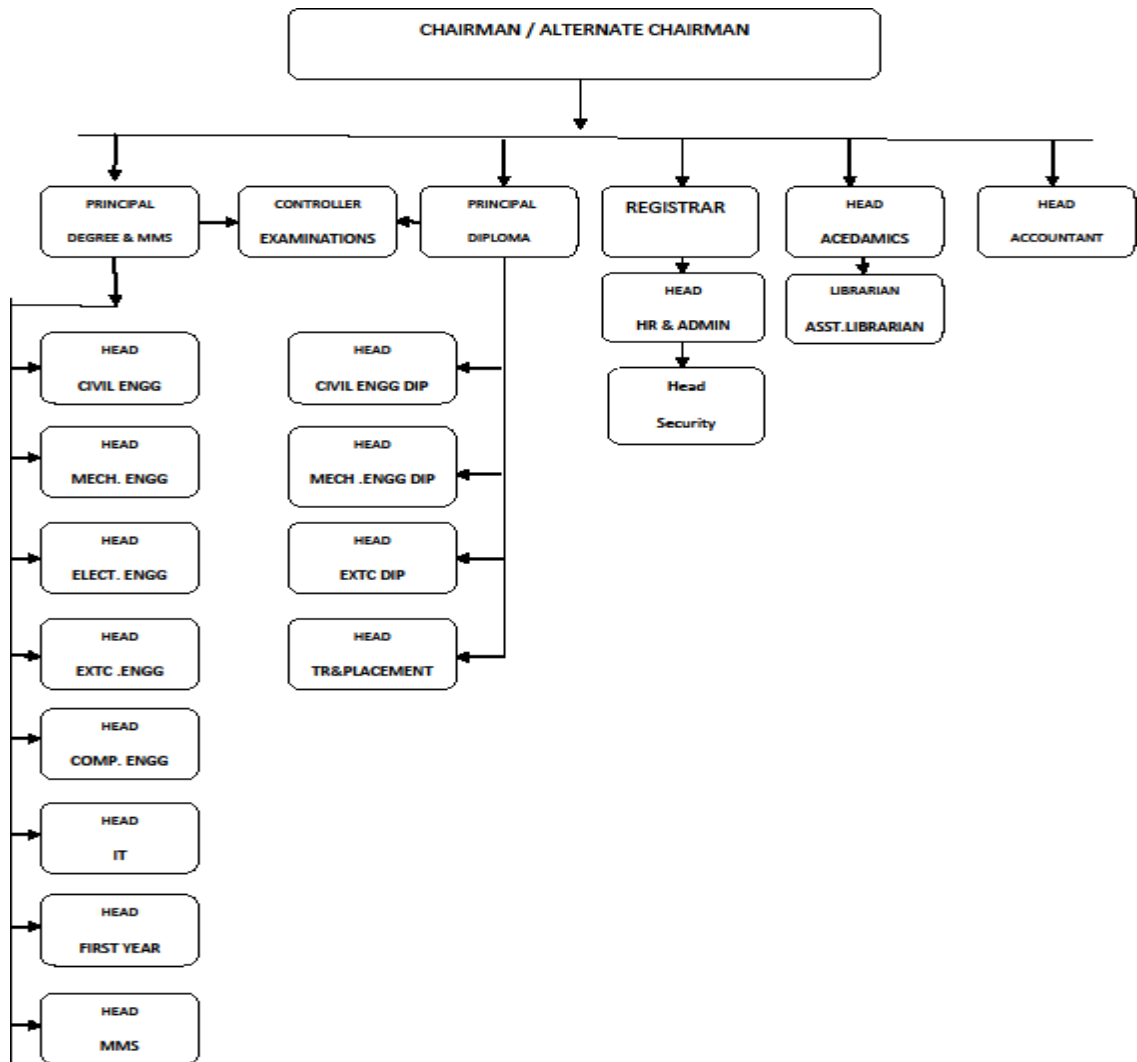 CHAIRMAN / ALTERNATE CHAIRMAN
PRINCIPAL
DEGREE & MMS
CONTROLLER
EXAMINATIONS
PRINCIPAL
DIPLOMA
REGISTRAR
HEAD
ACEDAMICS
HEAD
ACCOUNTANT
HEAD
HR & ADMIN
LIBRARIAN
ASST.LIBRARIAN
Head
Security
HEAD
CIVIL ENGG
HEAD
CIVIL ENGG DIP
HEAD
MECH. ENGG
HEAD
MECH .ENGG DIP
HEAD
ELECT. ENGG
HEAD
EXTC DIP
HEAD
EXTC .ENGG
HEAD
TR&PLACEMENT
HEAD
COMP. ENGG
HEAD
IT
HEAD
FIRST YEAR
HEAD
MMS